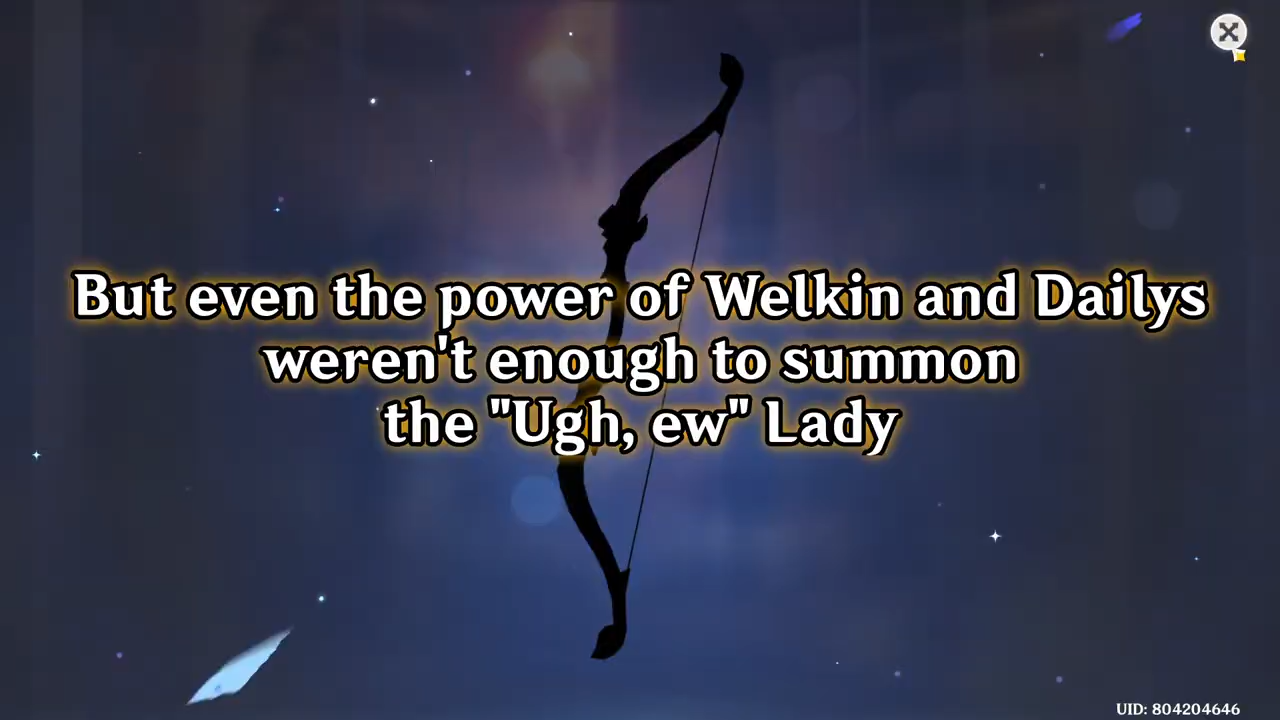 But even the power of Welkin and Dailys
weren't enough to summon
the "Ugh, ew" Lady
UID: 804204646